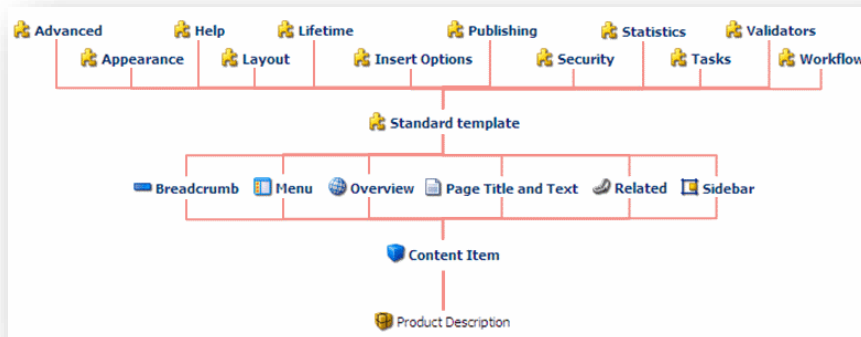 Advanced Help Lifetime Publishing Statistics Validators
Appearance Layout Insert Options Security Tasks Workflow
Standard template
Breadcrumb Menu Overview Page Title and Text Related Sidebar
Content Item
Product Description